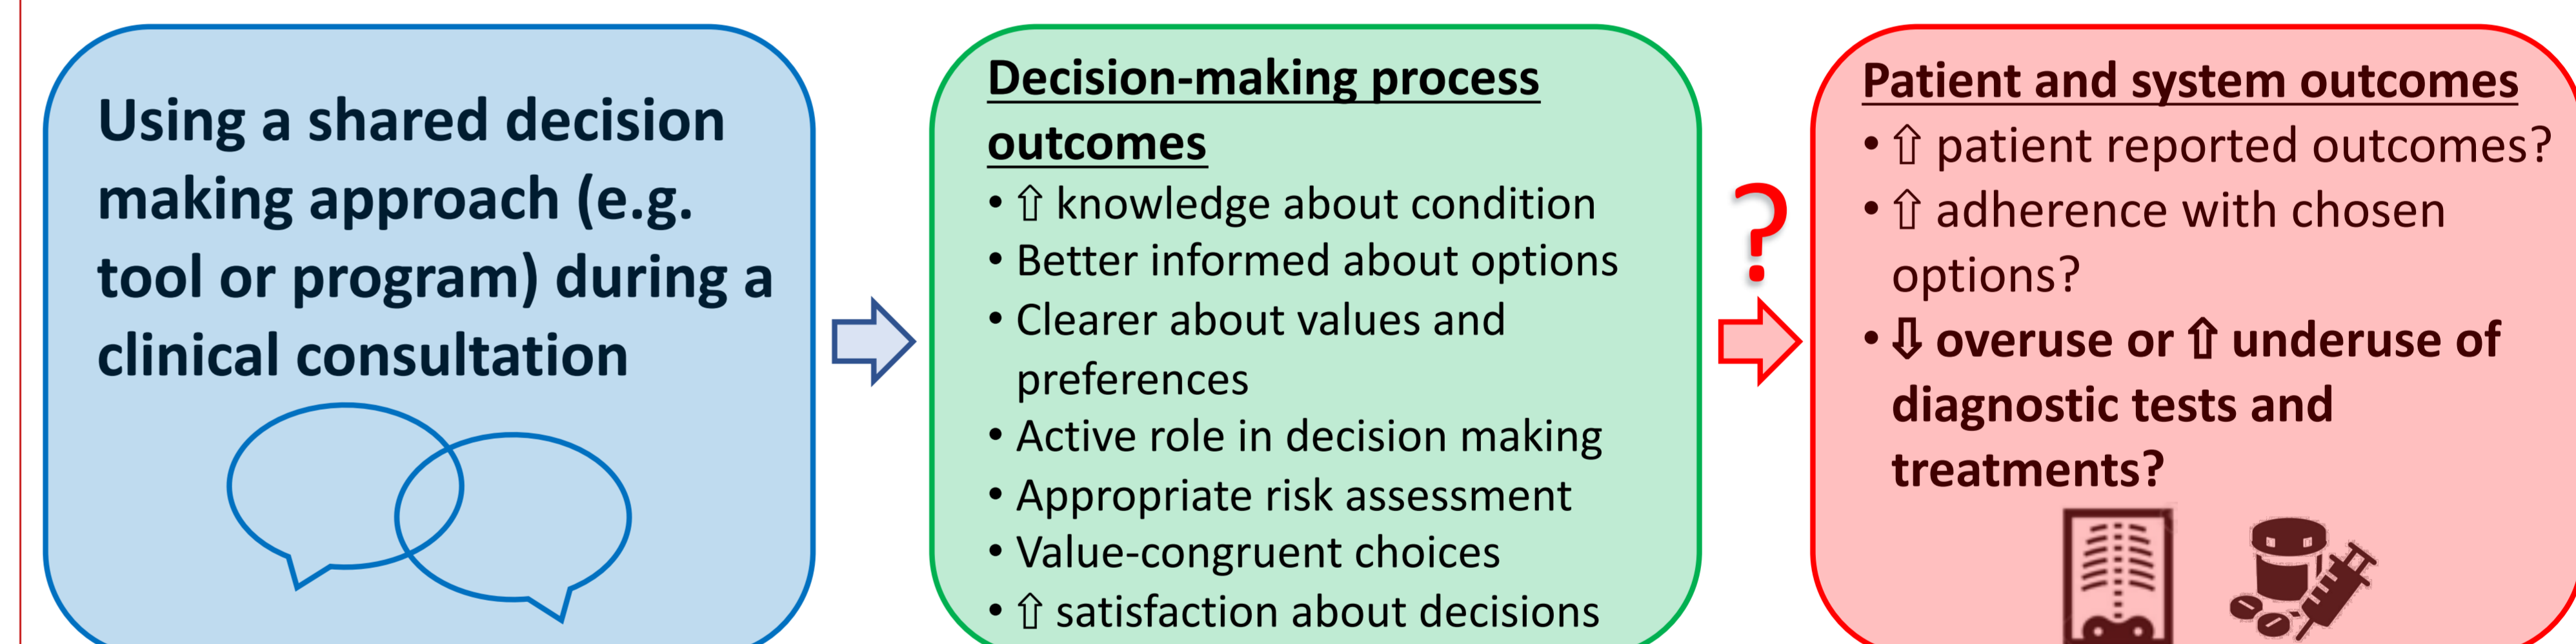 Using a shared decision
making approach (e.g.
tool or program) during a
clinical consultation
Decision-making process
outcomes
• ⇧ knowledge about condition
• Better informed about options
• Clearer about values and
preferences
• Active role in decision making
• Appropriate risk assessment
• Value-congruent choices
• ⇧ satisfaction about decisions
?
Patient and system outcomes
• ⇧ patient reported outcomes?
• ⇧ adherence with chosen
options?
• ⇩ overuse or ⇧ underuse of
diagnostic tests and
treatments?